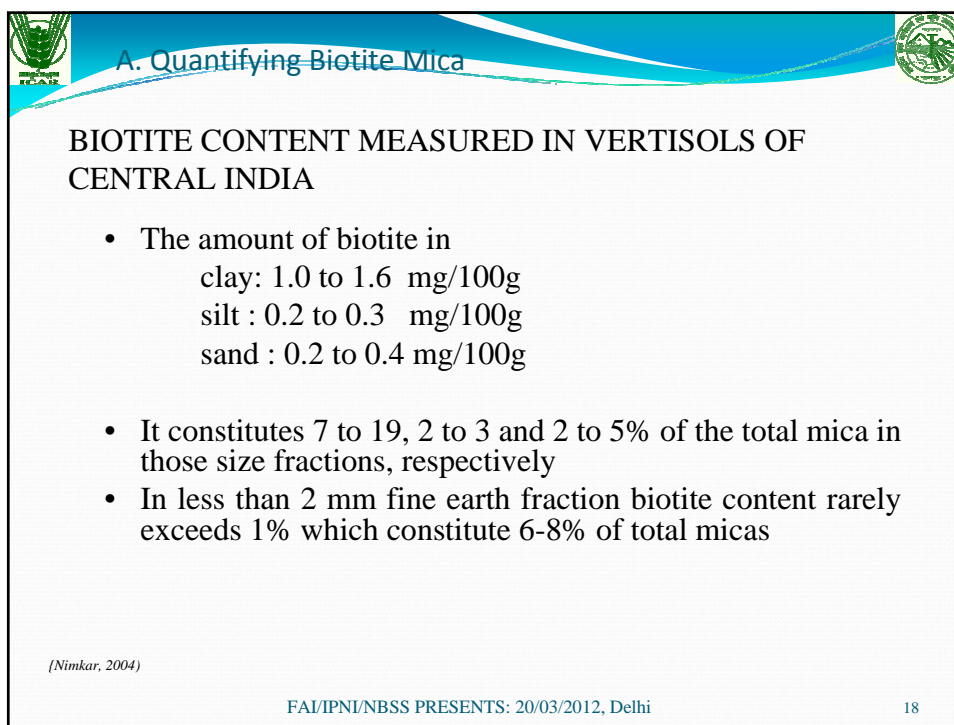 A. Quantifying Biotite Mica
BIOTITE CONTENT MEASURED IN VERTISOLS OF
CENTRAL INDIA
• The amount of biotite in
clay: 1.0 to 1.6 mg/100g
silt : 0.2 to 0.3 mg/100g
sand : 0.2 to 0.4 mg/100g
• It constitutes 7 to 19, 2 to 3 and 2 to 5% of the total mica in
those size fractions, respectively
• In less than 2 mm fine earth fraction biotite content rarely
exceeds 1% which constitute 6-8% of total micas
{Nimkar, 2004)
FAI/IPNI/NBSS PRESENTS: 20/03/2012, Delhi 18